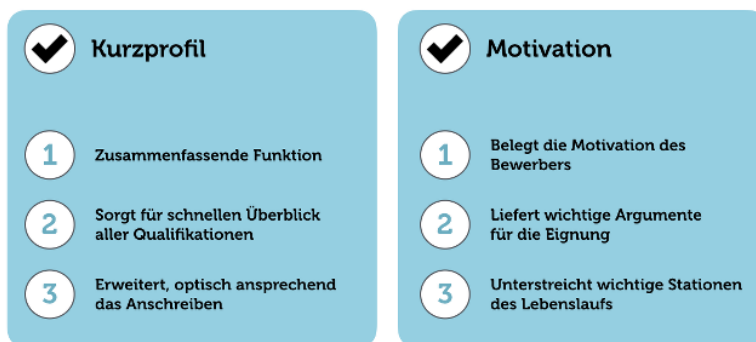 Kurzprofil
1
Zusammenfassende Funktion
2
Sorgt für schnellen Überblick
aller Qualifikationen
3
Erweitert, optisch ansprechend
das Anschreiben
Motivation
1
Belegt die Motivation des
Bewerbers
2
Liefert wichtige Argumente
für die Eignung
3
Unterstreicht wichtige Stationen
des Lebenslaufs